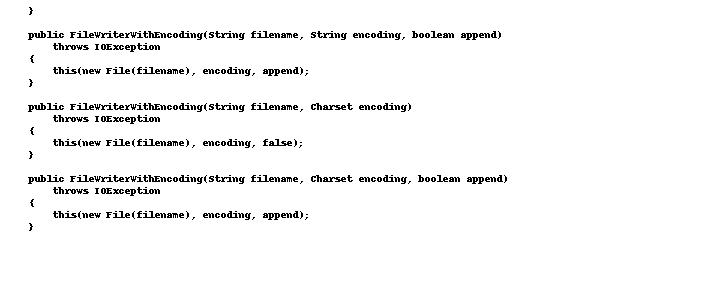 }
public FileWriterWithEncoding(String filename, String encoding, boolean append)
throws IOException
{
this(new File(filename), encoding, append);
}
public FileWriterWithEncoding(String filename, Charset encoding)
throws IOException
{
this(new File(filename), encoding, false);
}
public FileWriterWithEncoding(String filename, Charset encoding, boolean append)
throws IOException
{
this(new File(filename), encoding, append);
}